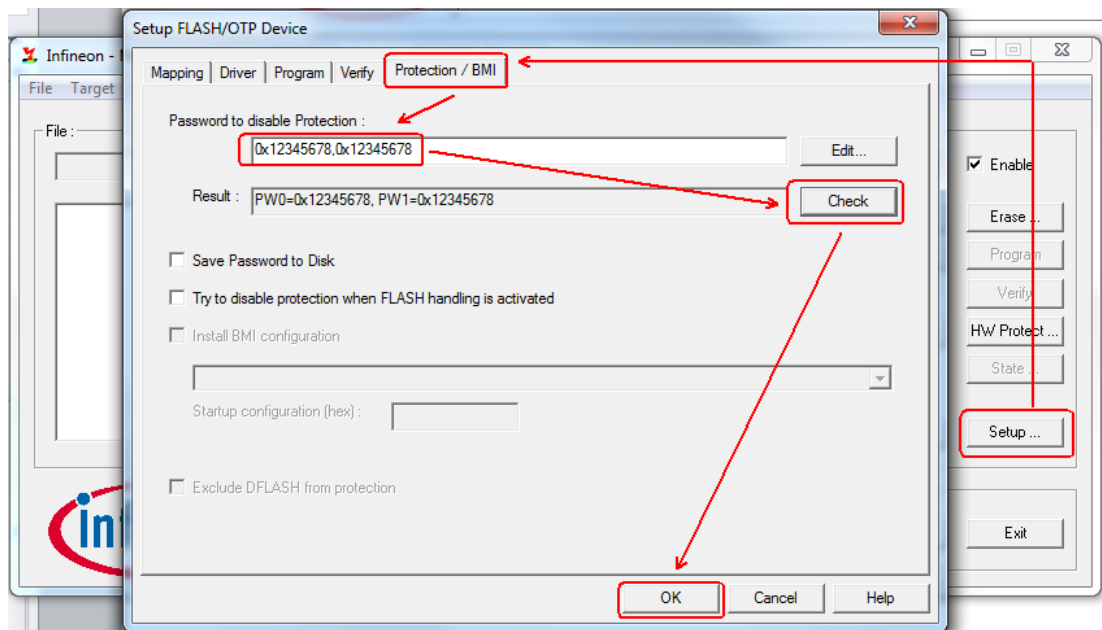 Setup FLASH/OTP Device
Infineon -
File Target
Mapping Driver Program Verify Protection / BMI
File :
Password to disable Protection :
0x12345678,0x12345678 Edit...
Enable
Result : PW0=0x12345678, PW1=0x12345678 Check
Erase ...
Save Password to Disk
Program
Try to disable protection when FLASH handling is activated
Verify
Install BMI configuration
HW Protect ...
State ...
Startup configuration (hex) :
Setup ...
Exclude DFLASH from protection
Exit
OK Cancel Help